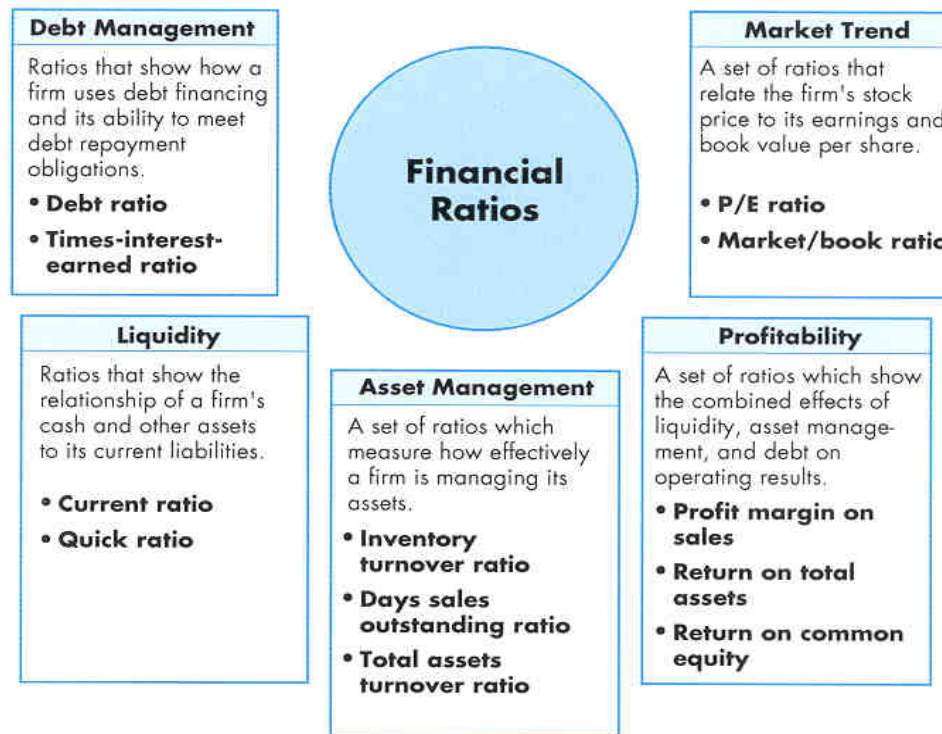 Debt Management
Ratios that show how a
firm uses debt financing
and its ability to meet
debt repayment
obligations.
• Debt ratio
• Times-interest-
earned ratio
Financial
Ratios
Market Trend
A set of ratios that
relate the firm's stock
price to its earnings and
book value per share.
• P/E ratio
• Market/book ratio
Liquidity
Ratios that show the
relationship of a firm's
cash and other assets
to its current liabilities.
• Current ratio
• Quick ratio
Asset Management
A set of ratios which
measure how effectively
a firm is managing its
assets.
• Inventory
turnover ratio
• Days sales
outstanding ratio
• Total assets
turnover ratio
Profitability
A set of ratios which show
the combined effects of
liquidity, asset manage-
ment, and debt on
operating results.
• Profit margin on
sales
• Return on total
assets
• Return on common
equity